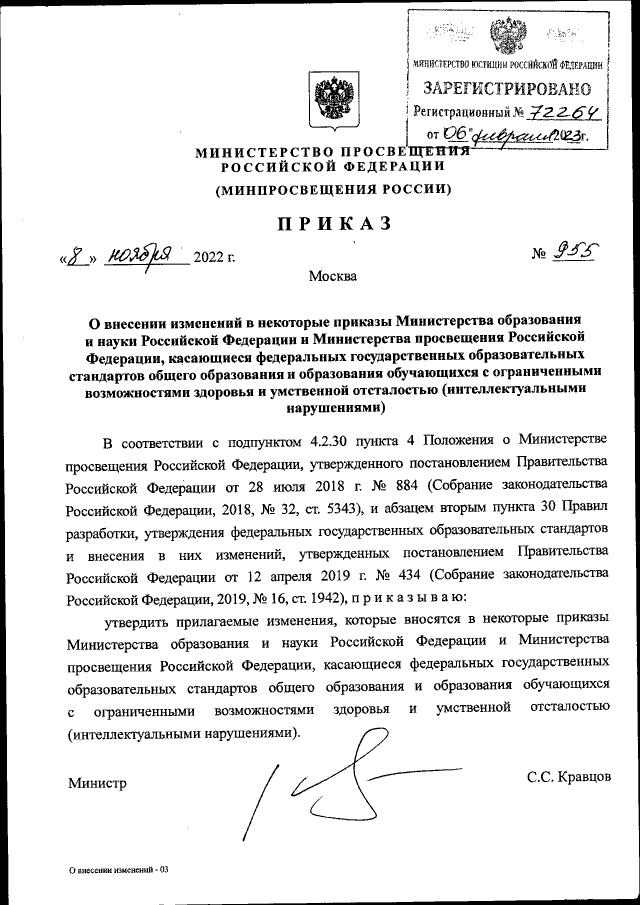 МИНИСТЕРСТВО ЮСТИЦИИ РОССИЙСКОЙ ФЕДЕРАЦИИ
ЗАРЕГИСТРИРОВАНО
Регистрационный № 72264
от "06" февраля 2023г.
МИНИСТЕРСТВО ПРОСВЕЩЕНИЯ
РОССИЙСКОЙ ФЕДЕРАЦИИ
(МИНПРОСВЕЩЕНИЯ РОССИИ)
ПРИКАЗ
«8» ноября 2022 г. № 955
Москва
О внесении изменений в некоторые приказы Министерства образования
и науки Российской Федерации и Министерства просвещения Российской
Федерации, касающиеся федеральных государственных образовательных
стандартов общего образования и образования обучающихся с ограниченными
возможностями здоровья и умственной отсталостью (интеллектуальными
нарушениями)
В соответствии с подпунктом 4.2.30 пункта 4 Положения о Министерстве
просвещения Российской Федерации, утвержденного постановлением Правительства
Российской Федерации от 28 июля 2018 г. № 884 (Собрание законодательства
Российской Федерации, 2018, № 32, ст. 5343), и абзацем вторым пункта 30 Правил
разработки, утверждения федеральных государственных образовательных стандартов
и внесения в них изменений, утвержденных постановлением Правительства
Российской Федерации от 12 апреля 2019 г. № 434 (Собрание законодательства
Российской Федерации, 2019, № 16, ст. 1942), приказываю:
утвердить прилагаемые изменения, которые вносятся в некоторые приказы
Министерства образования и науки Российской Федерации и Министерства
просвещения Российской Федерации, касающиеся федеральных государственных
образовательных стандартов общего образования и образования обучающихся
с ограниченными возможностями здоровья и умственной отсталостью
(интеллектуальными нарушениями).
Министр С.С. Кравцов
О внесении изменений - 03